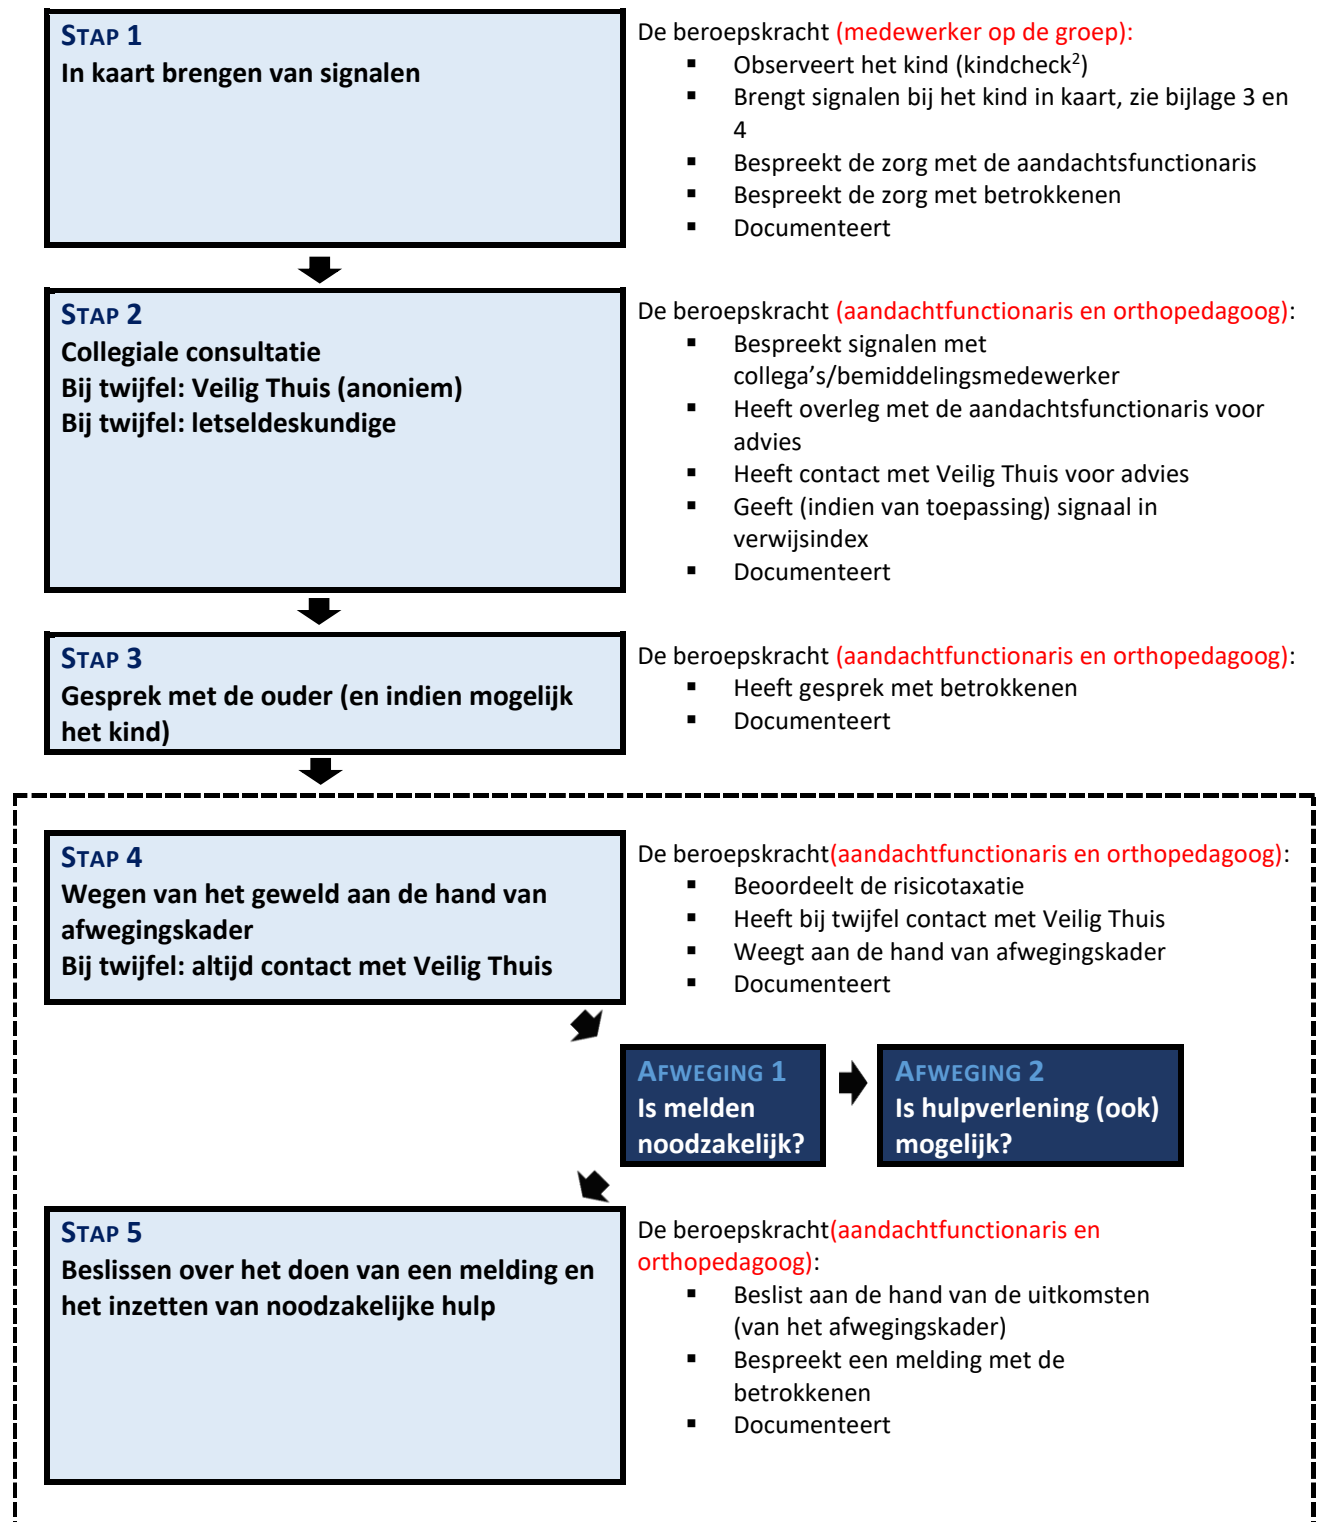 STAP 1
In kaart brengen van signalen
De beroepskracht (medewerker op de groep):
▪ Observeert het kind (kindcheck²)
▪ Brengt signalen bij het kind in kaart, zie bijlage 3 en
4
▪ Bespreekt de zorg met de aandachtsfunctionaris
▪ Bespreekt de zorg met betrokkenen
▪ Documenteert
STAP 2
Collegiale consultatie
Bij twijfel: Veilig Thuis (anoniem)
Bij twijfel: letseldeskundige
De beroepskracht (aandachtfunctionaris en orthopedagoog):
▪ Bespreekt signalen met
collega’s/bemiddelingsmedewerker
▪ Heeft overleg met de aandachtsfunctionaris voor
advies
▪ Heeft contact met Veilig Thuis voor advies
▪ Geeft (indien van toepassing) signaal in
verwijsindex
▪ Documenteert
STAP 3
Gesprek met de ouder (en indien mogelijk
het kind)
De beroepskracht (aandachtfunctionaris en orthopedagoog):
▪ Heeft gesprek met betrokkenen
▪ Documenteert
STAP 4
Wegen van het geweld aan de hand van
afwegingskader
Bij twijfel: altijd contact met Veilig Thuis
De beroepskracht(aandachtfunctionaris en orthopedagoog):
▪ Beoordeelt de risicotaxatie
▪ Heeft bij twijfel contact met Veilig Thuis
▪ Weegt aan de hand van afwegingskader
▪ Documenteert
AFWEGING 1
Is melden
noodzakelijk?
AFWEGING 2
Is hulpverlening (ook)
mogelijk?
STAP 5
Beslissen over het doen van een melding en
het inzetten van noodzakelijke hulp
De beroepskracht(aandachtfunctionaris en
orthopedagoog):
▪ Beslist aan de hand van de uitkomsten
(van het afwegingskader)
▪ Bespreekt een melding met de
betrokkenen
▪ Documenteert